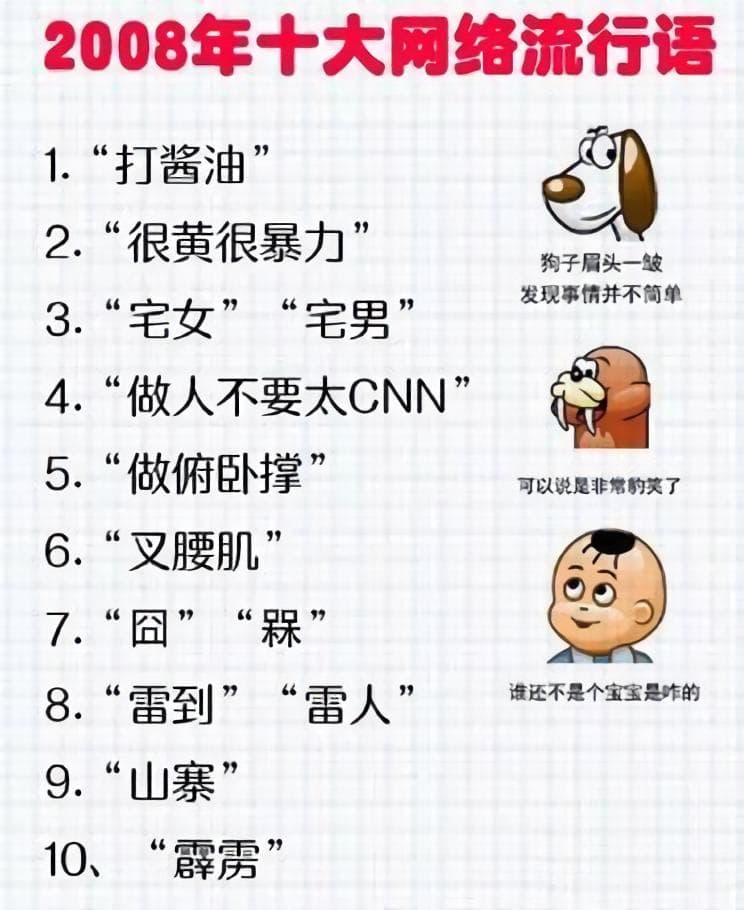 2008年十大网络流行语
1.“打酱油”
2.“很黄很暴力”
3.“宅女”“宅男”
4.“做人不要太CNN”
5.“做俯卧撑”
6.“叉腰肌”
7.“囧”“槑”
8.“雷到”“雷人”
9.“山寨”
10、“霹雳”
狗子眉头一皱
发现事情并不简单
可以说是非常豹笑了
谁还不是个宝宝是咋的